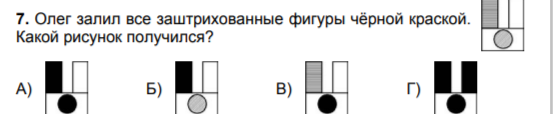 7. Олег залил все заштрихованные фигуры чёрной краской.
Какой рисунок получился?
А) Б) В) Г)